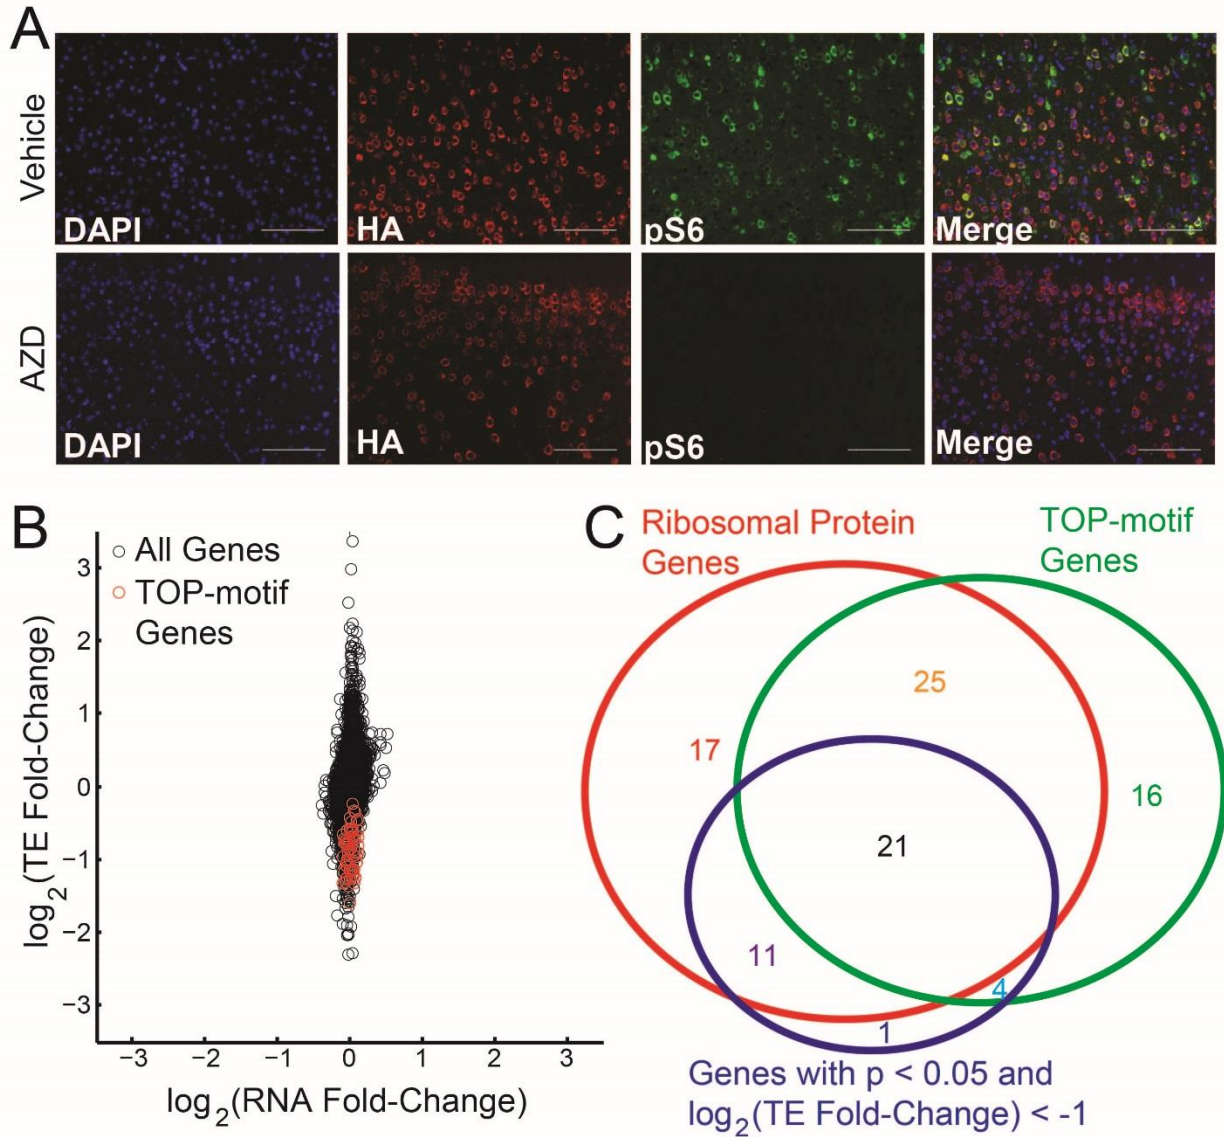 A
Vehicle
DAPI
HA
pS6
Merge
AZD
DAPI
HA
pS6
Merge
B
All Genes
TOP-motif
Genes
log2(TE Fold-Change)
3
2
1
0
−1
−2
−3
−3
−2
−1
0
1
2
3
log2(RNA Fold-Change)
C
Ribosomal Protein
Genes
TOP-motif
Genes
25
17
16
21
11
4
1
Genes with p < 0.05 and
log2(TE Fold-Change) < -1